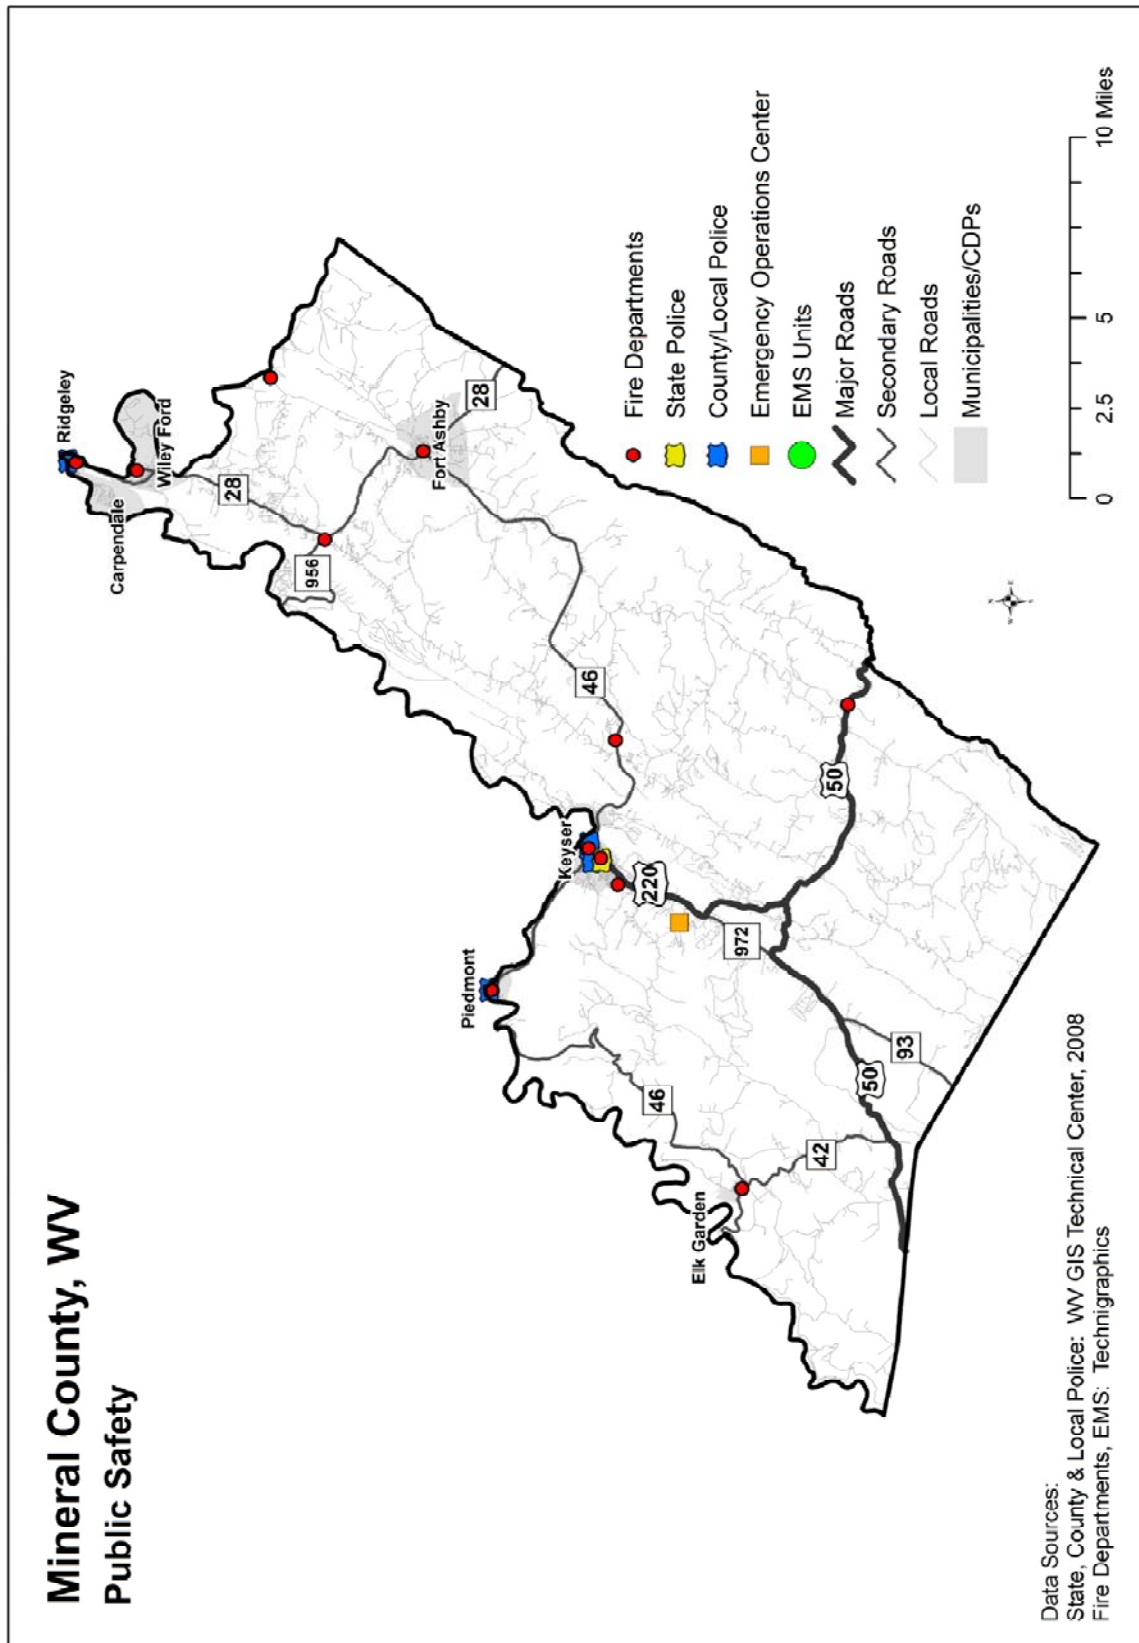 Mineral County, WV
Public Safety
Ridgeley
Carpendale
Wiley Ford
28
956
Fort Ashby
28
46
Keyser
220
Piedmont
972
50
46
93
50
42
Elk Garden
Fire Departments
State Police
County/Local Police
Emergency Operations Center
EMS Units
Major Roads
Secondary Roads
Local Roads
Municipalities/CDPs
0 2.5 5 10 Miles
Data Sources:
State, County & Local Police: WV GIS Technical Center, 2008
Fire Departments, EMS: Technigraphics